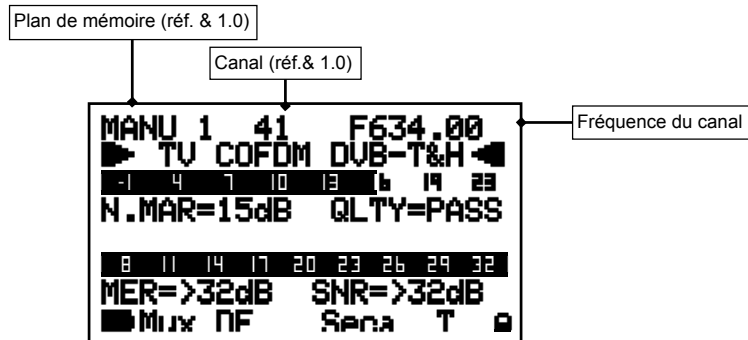 Plan de mémoire (réf. & 1.0)
Canal (réf.& 1.0)
Fréquence du canal
MANU 1 41 F634.00
TV COFDM DVB-T&H
-1 4 7 10 13 16 19 23
N.MAR=15dB QLTY=PASS
8 11 14 17 20 23 26 29 32
MER=>32dB SNR=>32dB
Mux T